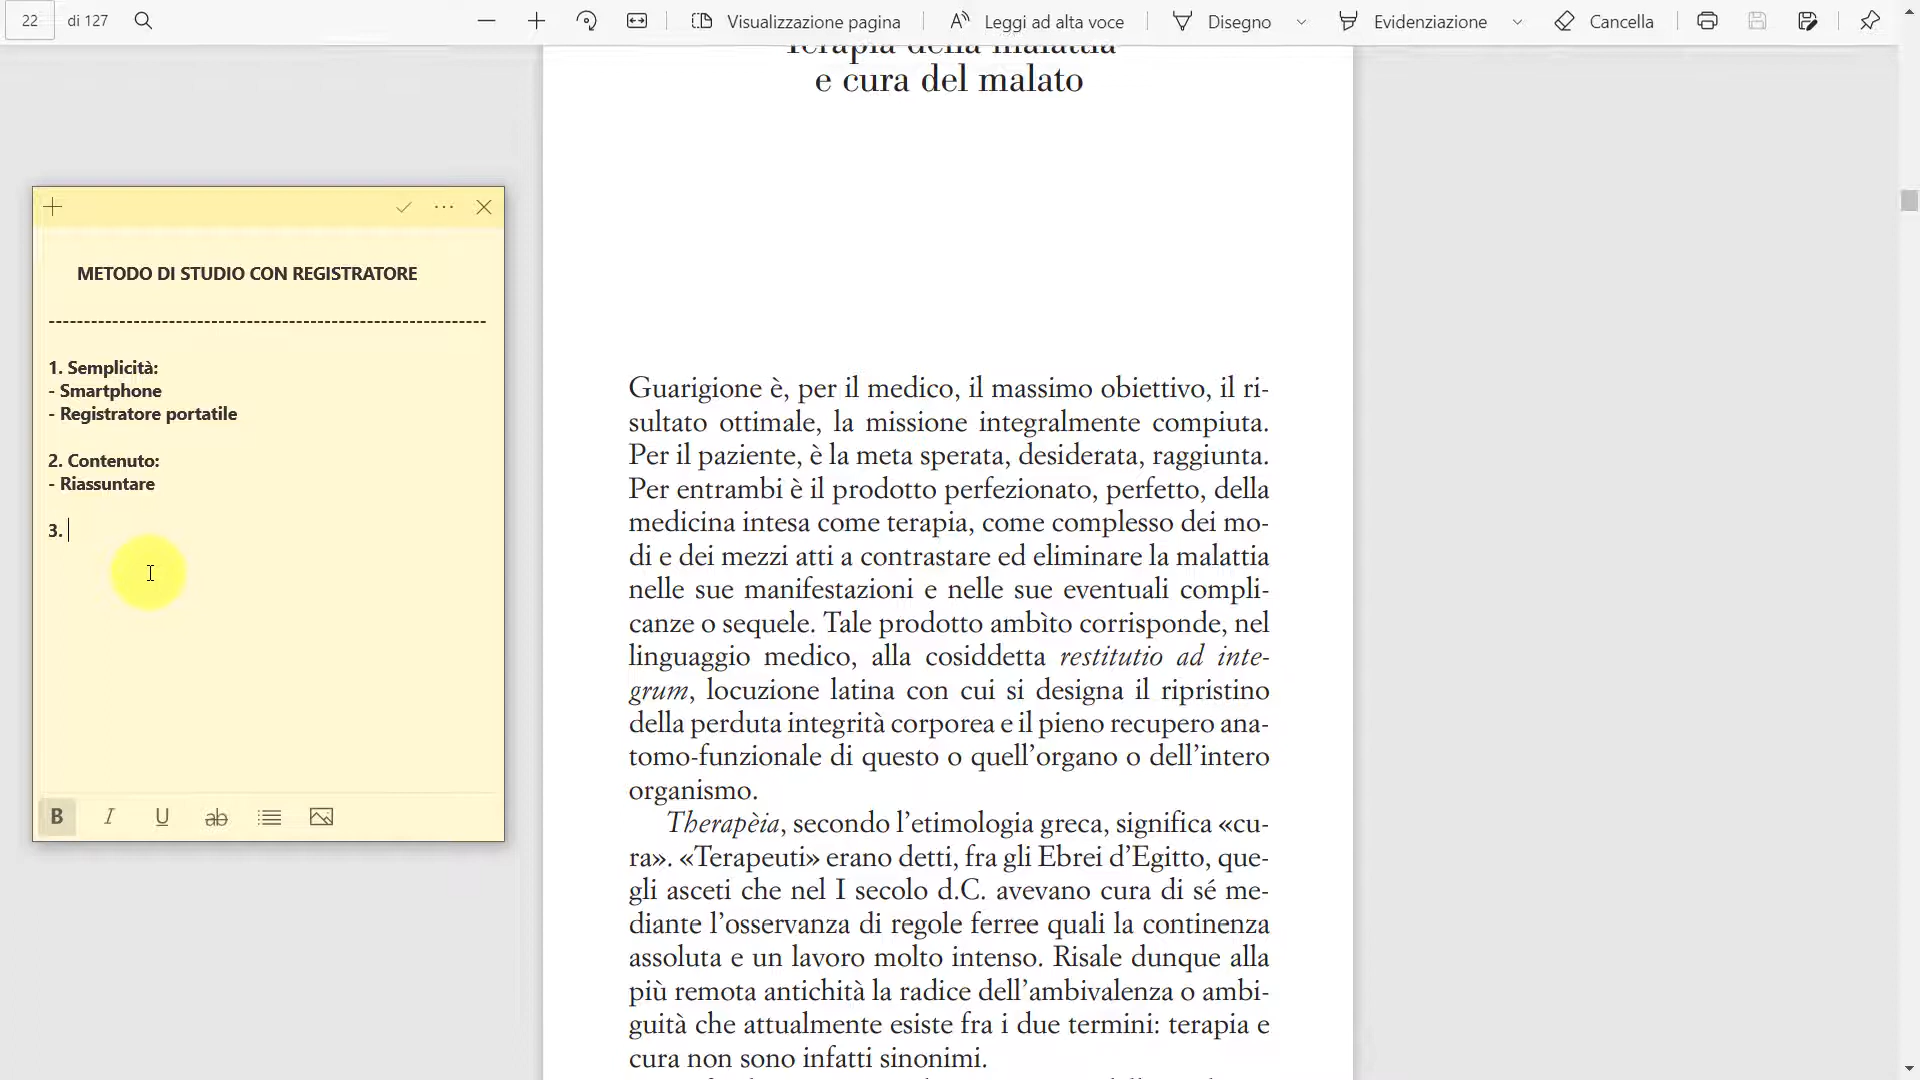 22 di 127 Visualizzazione pagina Leggi ad alta voce Disegno Evidenziazione Cancella
Terapia della malattia
e cura del malato
METODO DI STUDIO CON REGISTRATORE
--------------------------------------------------------------
1. Semplicità:
- Smartphone
- Registratore portatile
2. Contenuto:
- Riassuntare
3.
B I U ab
Guarigione è, per il medico, il massimo obiettivo, il ri-
sultato ottimale, la missione integralmente compiuta.
Per il paziente, è la meta sperata, desiderata, raggiunta.
Per entrambi è il prodotto perfezionato, perfetto, della
medicina intesa come terapia, come complesso dei mo-
di e dei mezzi atti a contrastare ed eliminare la malattia
nelle sue manifestazioni e nelle sue eventuali compli-
canze o sequele. Tale prodotto ambìto corrisponde, nel
linguaggio medico, alla cosiddetta restitutio ad inte-
grum, locuzione latina con cui si designa il ripristino
della perduta integrità corporea e il pieno recupero ana-
tomo-funzionale di questo o quell’organo o dell’intero
organismo.
Therapèia, secondo l’etimologia greca, significa «cu-
ra». «Terapeuti» erano detti, fra gli Ebrei d’Egitto, que-
gli asceti che nel I secolo d.C. avevano cura di sé me-
diante l’osservanza di regole ferree quali la continenza
assoluta e un lavoro molto intenso. Risale dunque alla
più remota antichità la radice dell’ambivalenza o ambi-
guità che attualmente esiste fra i due termini: terapia e
cura non sono infatti sinonimi.